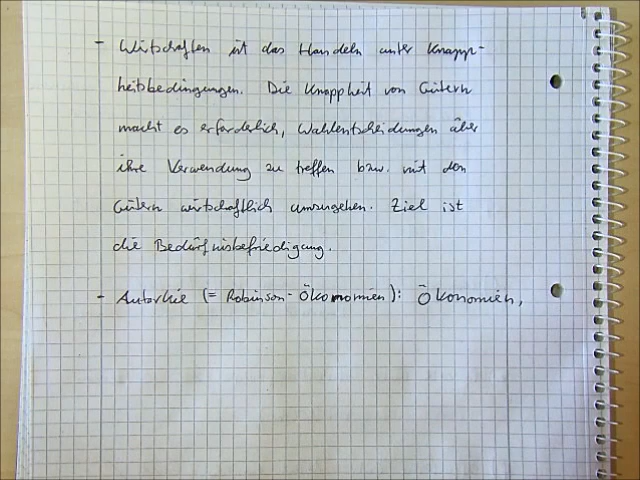 - Wirtschaften ist das Handeln unter Knapp-
heitsbedingungen. Die Knappheit von Gütern
macht es erforderlich, Wahlentscheidungen über
ihre Verwendung zu treffen bzw. mit den
Gütern wirtschaftlich umzugehen. Ziel ist
die Bedürfnisbefriedigung.
- Autarkie (= Robinson-Ökonomien): Ökonomien,